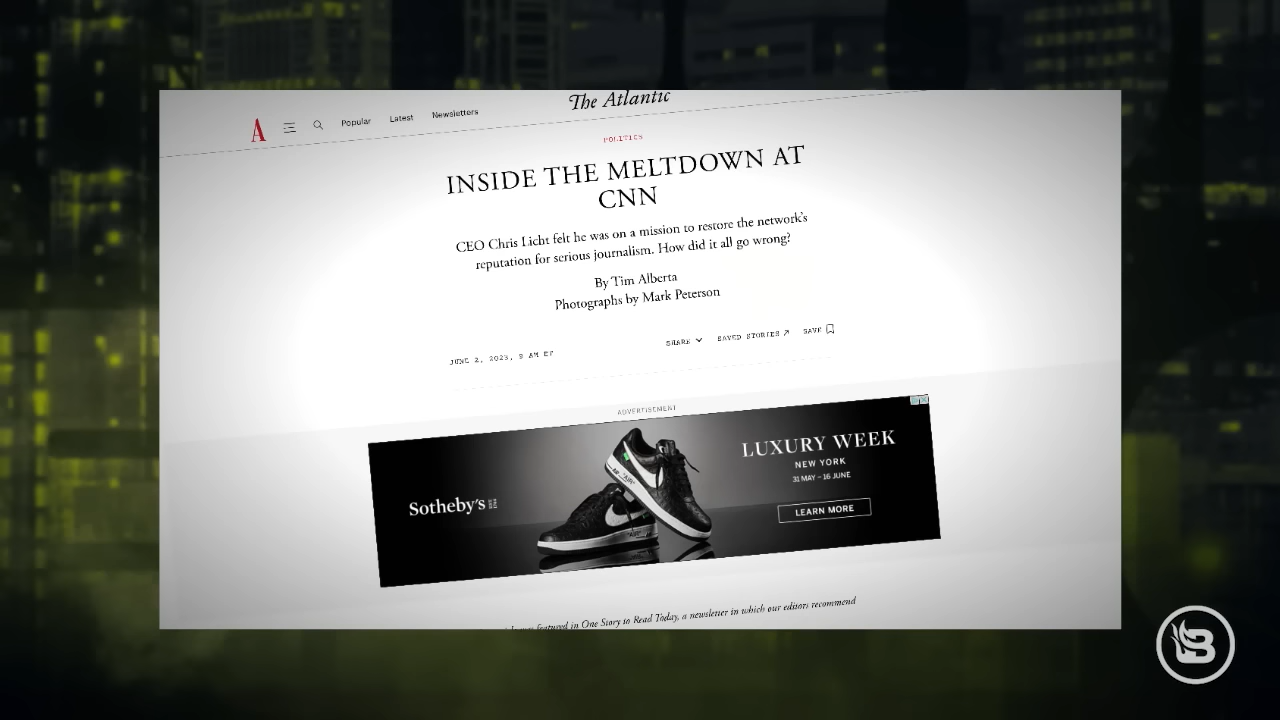 The Atlantic
A
Popular
Latest
Newsletters
POLITICS
INSIDE THE MELTDOWN AT
CNN
CEO Chris Licht felt he was on a mission to restore the network's
reputation for serious journalism. How did it all go wrong?
By Tim Alberta
Photographs by Mark Peterson
JUNE 2, 2023, 9 AM ET
SHARE
SAVED STORIES
SAVE
ADVERTISEMENT
Sotheby's
LUXURY WEEK
NEW YORK
31 MAY – 16 JUNE
LEARN MORE
featured in One Story to Read Today, a newsletter in which our editors recommend
B